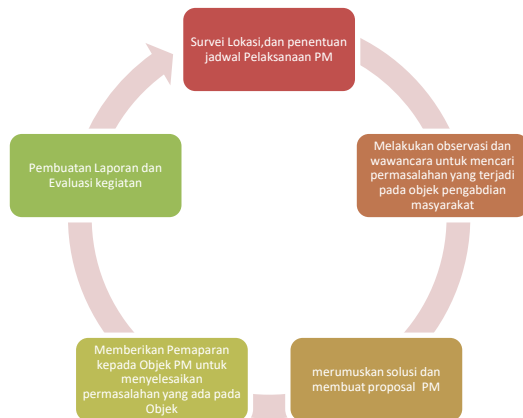 Survei Lokasi,dan penentuan
jadwal Pelaksanaan PM
Melakukan observasi dan
wawancara untuk mencari
permasalahan yang terjadi
pada objek pengabdian
masyarakat
merumuskan solusi dan
membuat proposal PM
Memberikan Pemaparan
kepada Objek PM untuk
menyelesaikan
permasalahan yang ada pada
Objek
Pembuatan Laporan dan
Evaluasi kegiatan